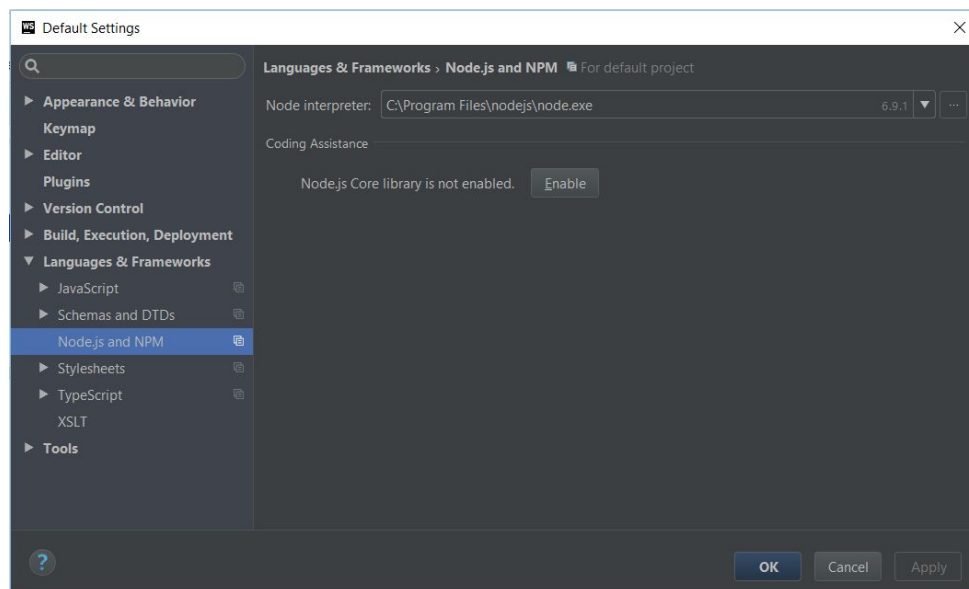 WS Default Settings
Languages & Frameworks › Node.js and NPM For default project
Appearance & Behavior
Keymap
Editor
Plugins
Version Control
Build, Execution, Deployment
Languages & Frameworks
JavaScript
Schemas and DTDs
Node.js and NPM
Stylesheets
TypeScript
XSLT
Tools
Node interpreter: C:\Program Files\nodejs\node.exe 6.9.1 ...
Coding Assistance
Node.js Core library is not enabled. Enable
? OK Cancel Apply